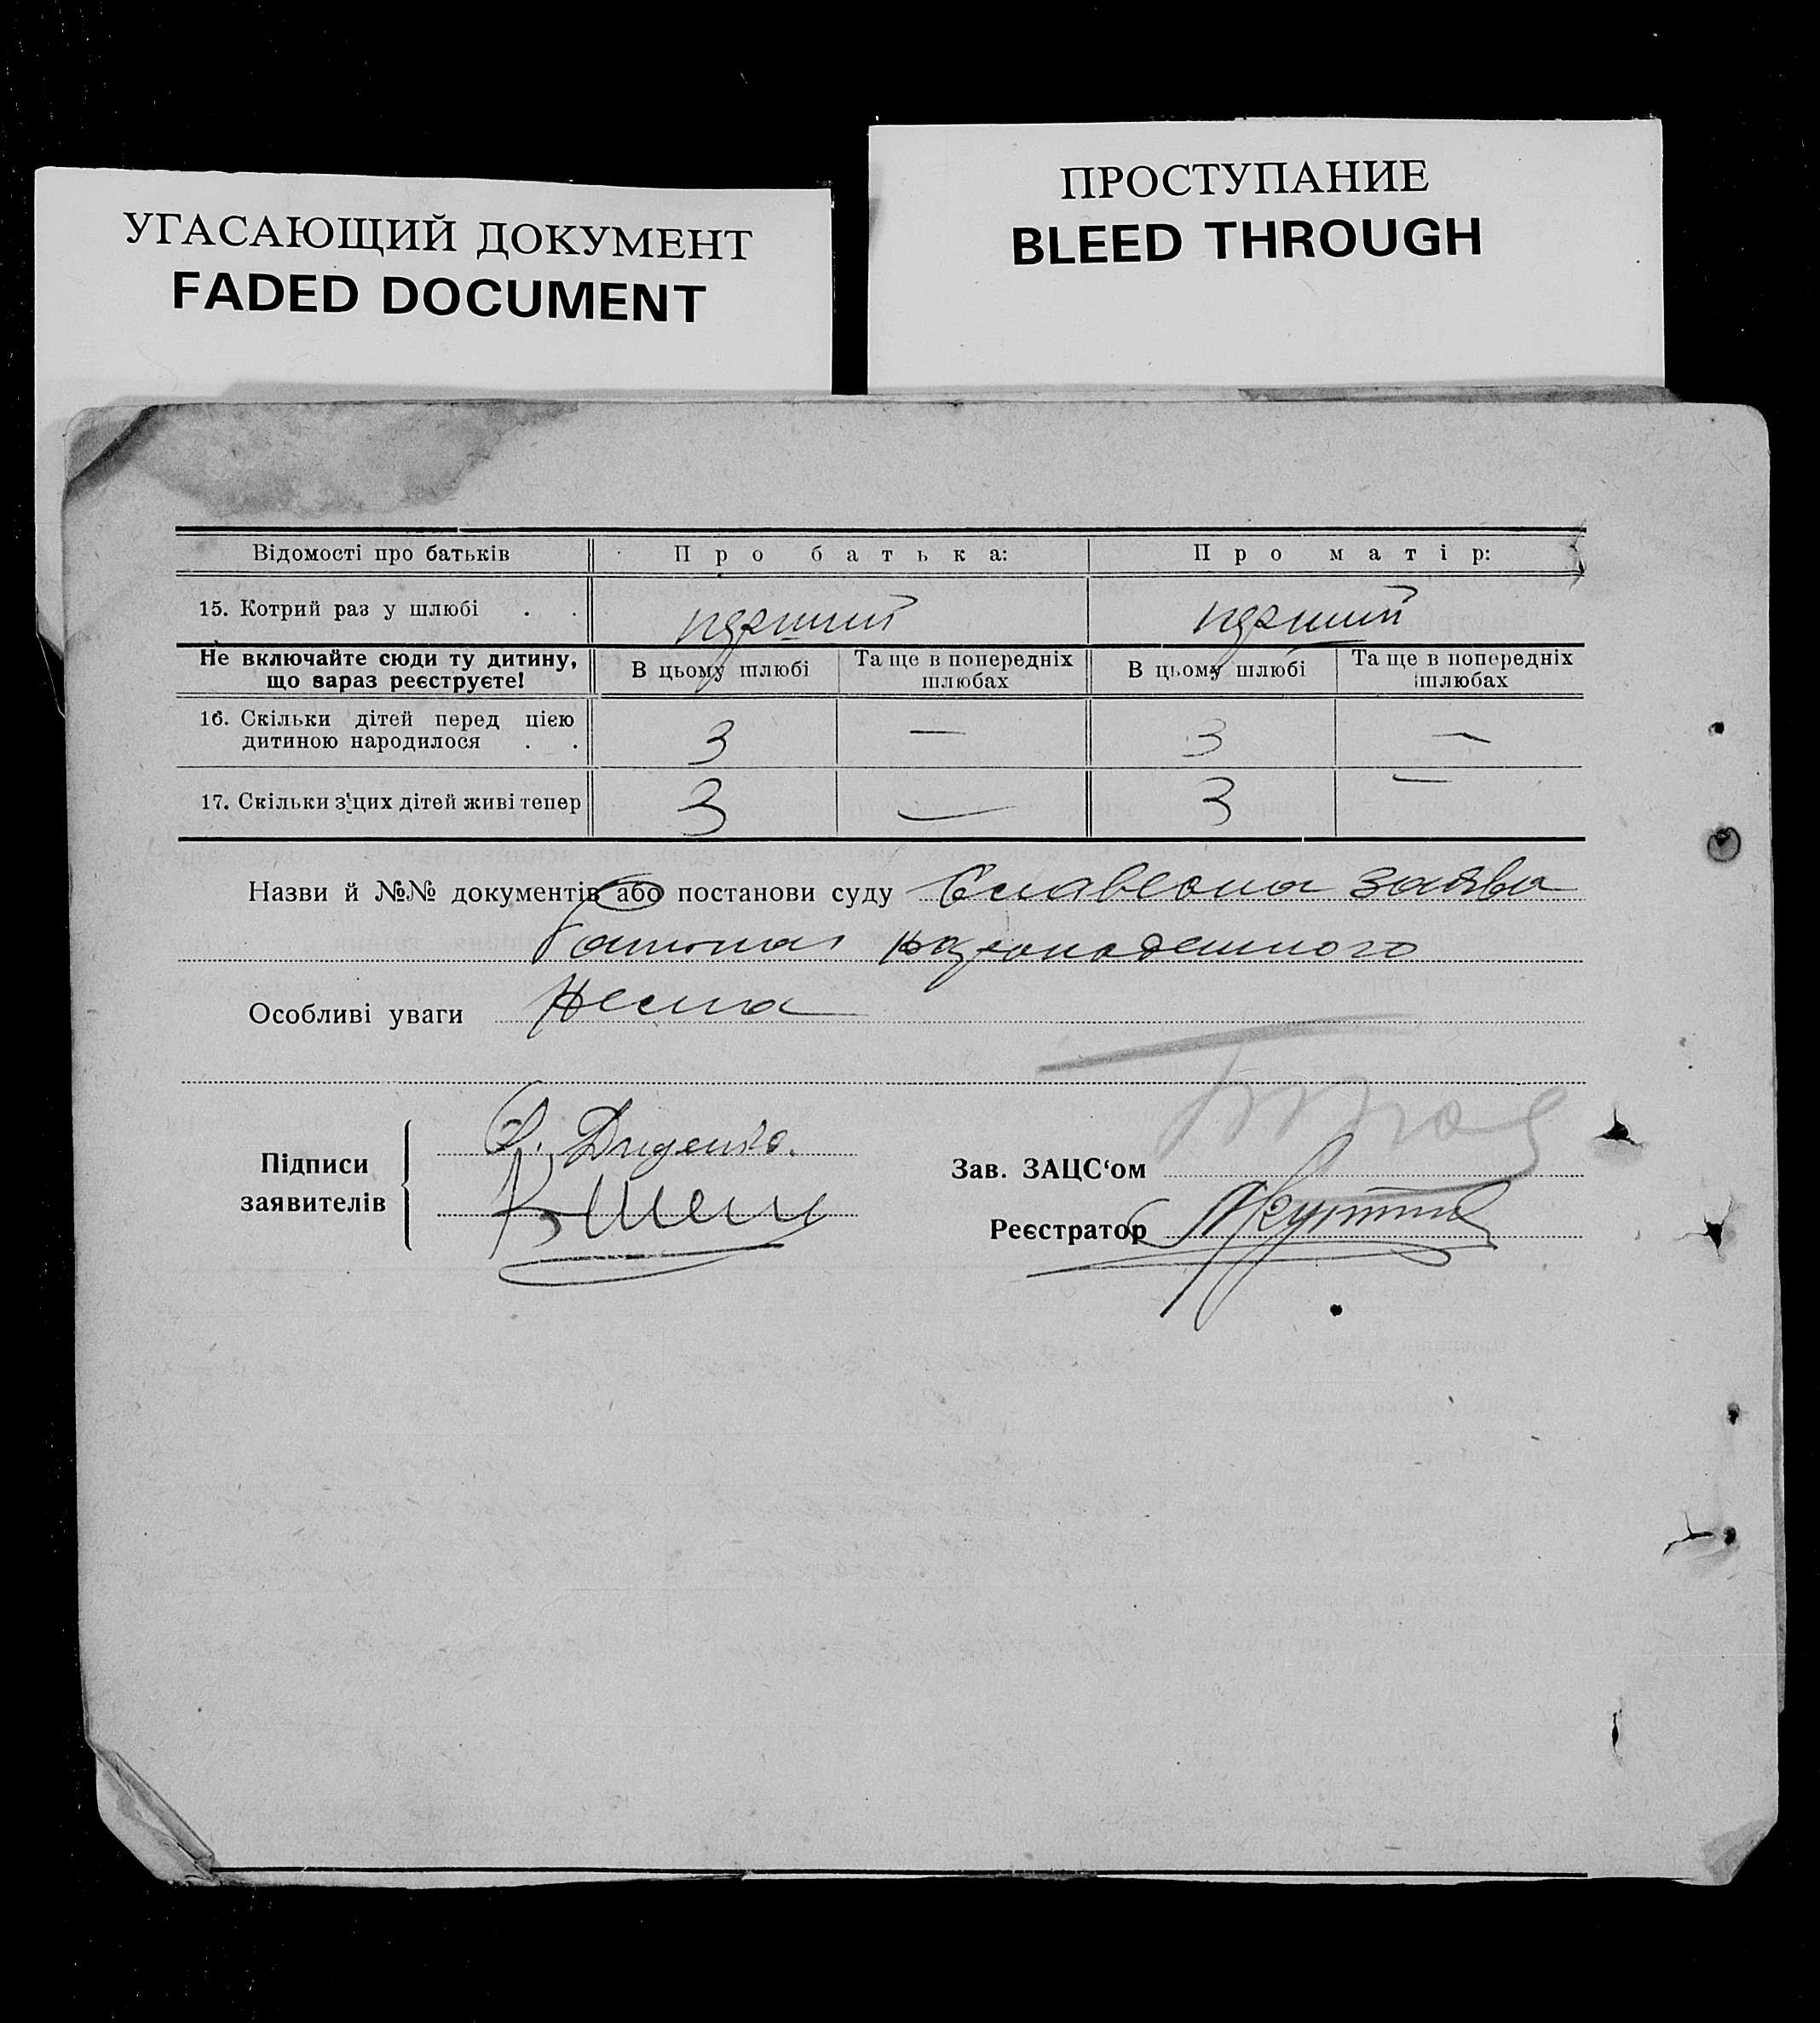 УГАСАЮЩИЙ ДОКУМЕНТ
FADED DOCUMENT
ПРОСТУПАНИЕ
BLEED THROUGH
Відомості про батьків Про батька: Про матір:
15. Котрий раз у шлюбі . . перший перший
Не включайте сюди ту дитину, що вараз реєструєте! В цьому шлюбі Та ще в попередніх шлюбах В цьому шлюбі Та ще в попередніх шлюбах
16. Скільки дітей перед цією
дитиною народилося . . 3 — 3 —
17. Скільки з цих дітей живі тепер 3 — 3 —
Назви й №№ документів або постанови суду заява
Особливі уваги Нема
Підписи
заявителів
Зав. ЗАЦС‘ом
Реєстратор